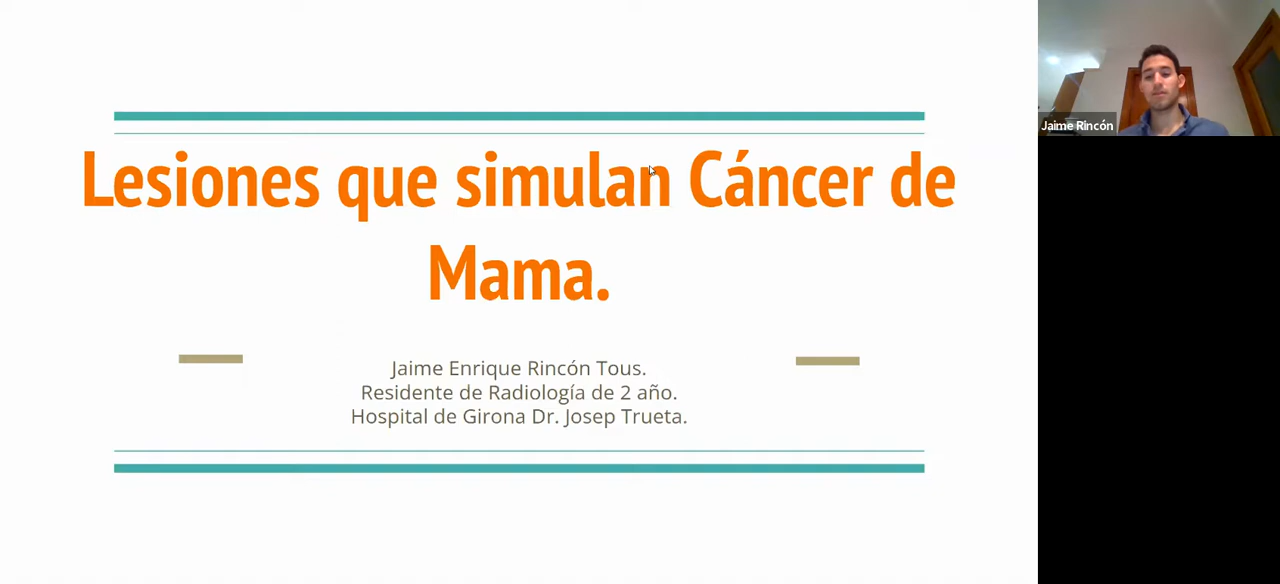 Lesiones que simulan Cáncer de
Mama.
Jaime Enrique Rincón Tous.
Residente de Radiología de 2 año.
Hospital de Girona Dr. Josep Trueta.
Jaime Rincón